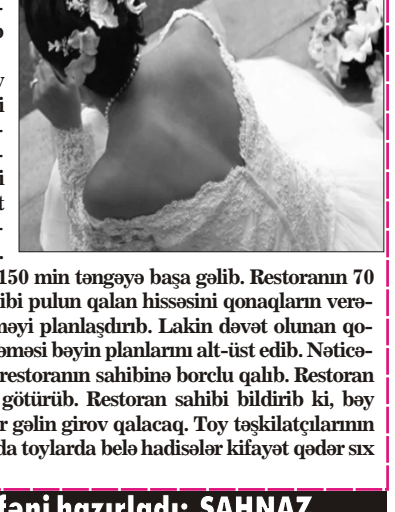 150 min təngəyə başa gəlib. Restoranın 70
ibi pulun qalan hissəsini qonaqların verə-
məyi planlaşdırıb. Lakin dəvət olunan qo-
əməsi bəyin planlarını alt-üst edib. Nəticə-
restoranın sahibinə borclu qalıb. Restoran
götürüb. Restoran sahibi bildirib ki, bəy
r gəlin girov qalacaq. Toy təşkilatçılarının
da toylarda belə hadisələr kifayət qədər sıx
fəni hazırladı: ŞAHNAZ